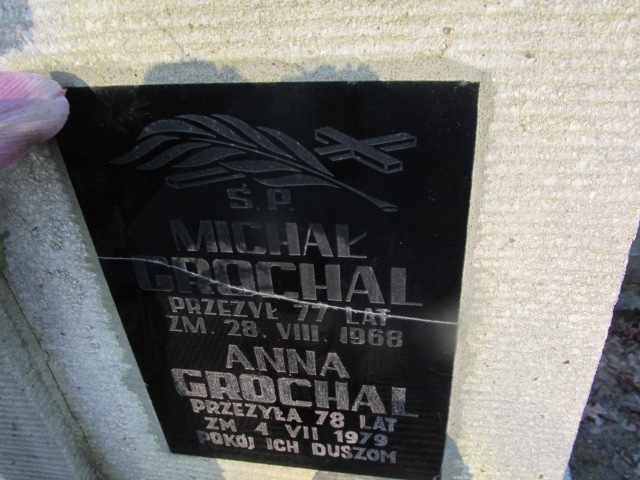 Ś.P.
MICHAŁ
GROCHAL
PRZEŻYŁ 77 LAT
ZM. 28. VIII. 1968
ANNA
GROCHAL
PRZEŻYŁA 78 LAT
ZM 4 VII 1979
POKÓJ ICH DUSZOM